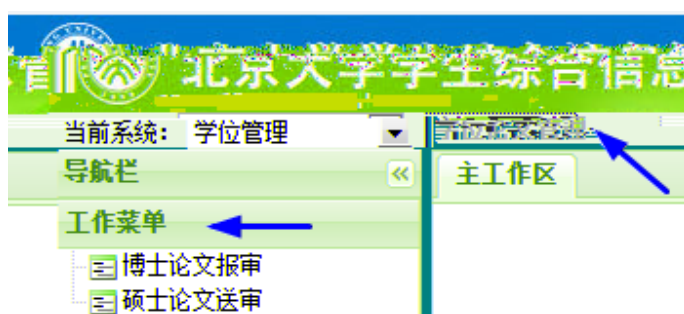 北京大学学生综合信息
当前系统： 学位管理
导航栏 主工作区
工作菜单
博士论文报审
硕士论文送审